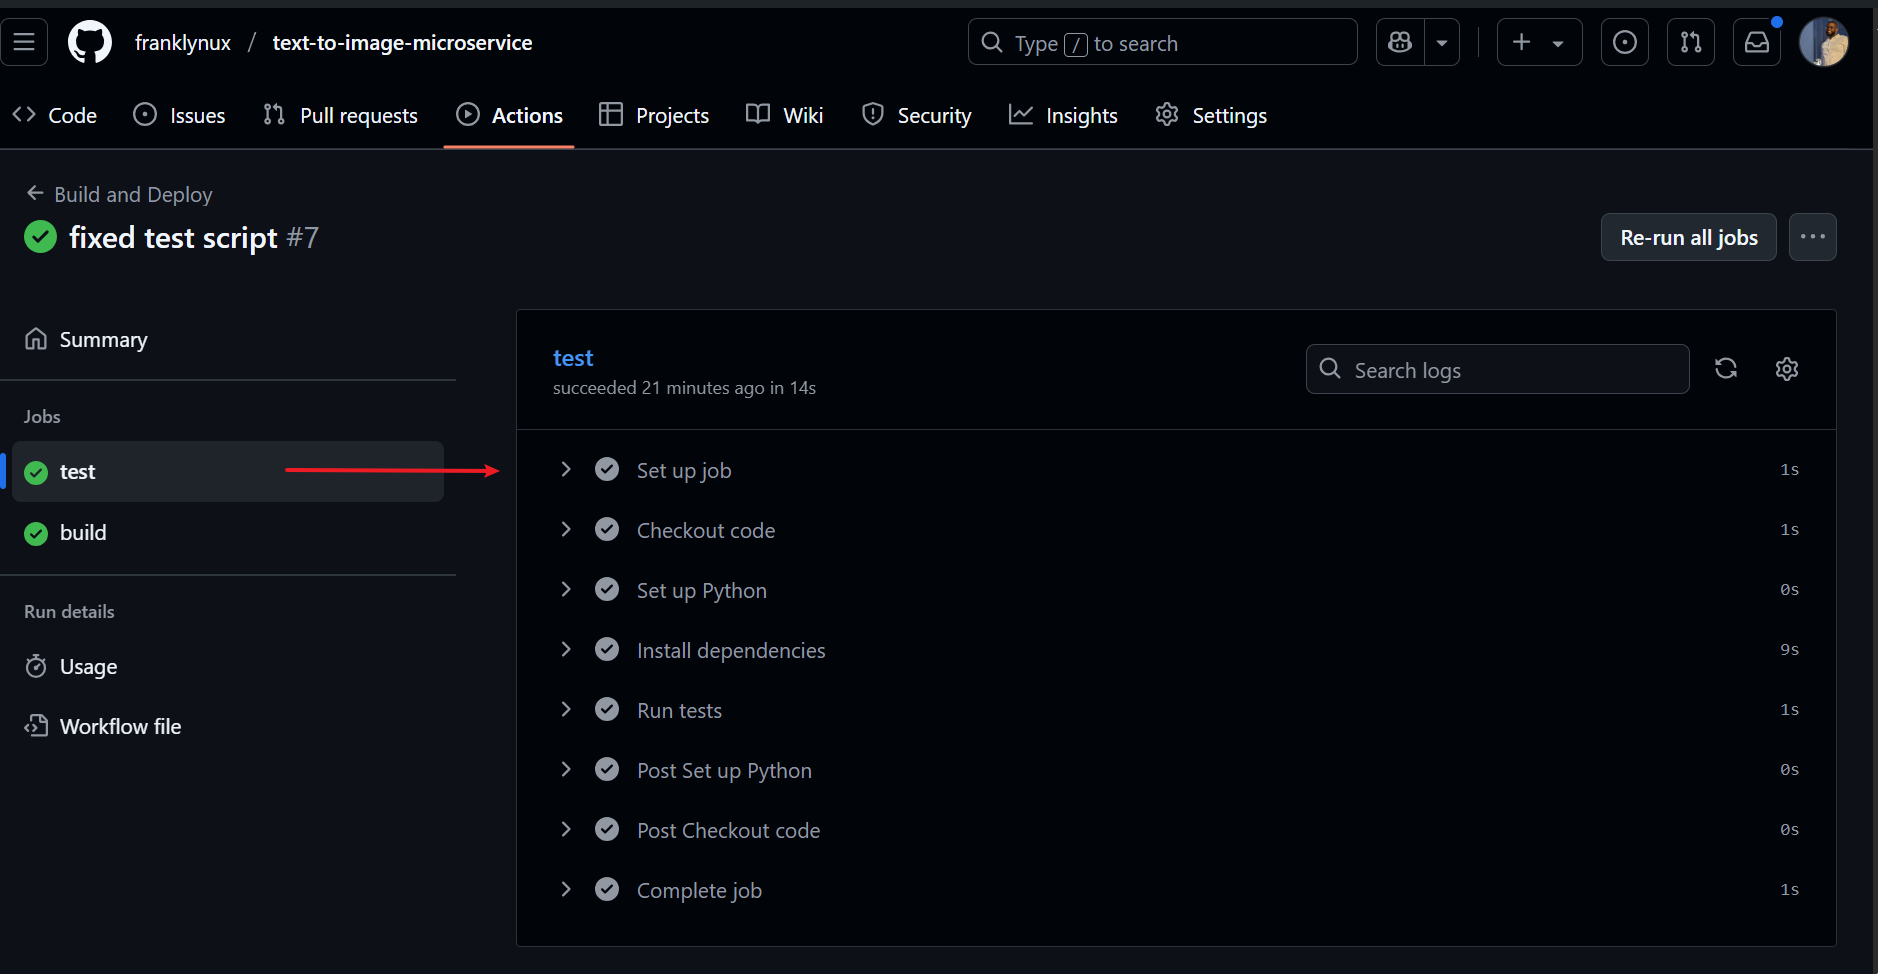 franklynux / text-to-image-microservice
Type / to search
Code
Issues
Pull requests
Actions
Projects
Wiki
Security
Insights
Settings
Build and Deploy
fixed test script #7
Re-run all jobs
Summary
Jobs
test
build
Run details
Usage
Workflow file
test
succeeded 21 minutes ago in 14s
Search logs
Set up job 1s
Checkout code 1s
Set up Python 0s
Install dependencies 9s
Run tests 1s
Post Set up Python 0s
Post Checkout code 0s
Complete job 1s